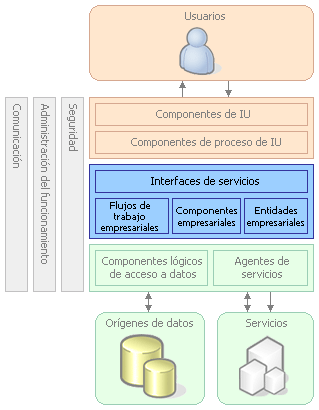 Usuarios
Comunicación
Administración del funcionamiento
Seguridad
Componentes de IU
Componentes de proceso de IU
Interfaces de servicios
Flujos de
trabajo
empresariales
Componentes
empresariales
Entidades
empresariales
Componentes lógicos
de acceso a datos
Agentes de
servicios
Orígenes de datos
Servicios